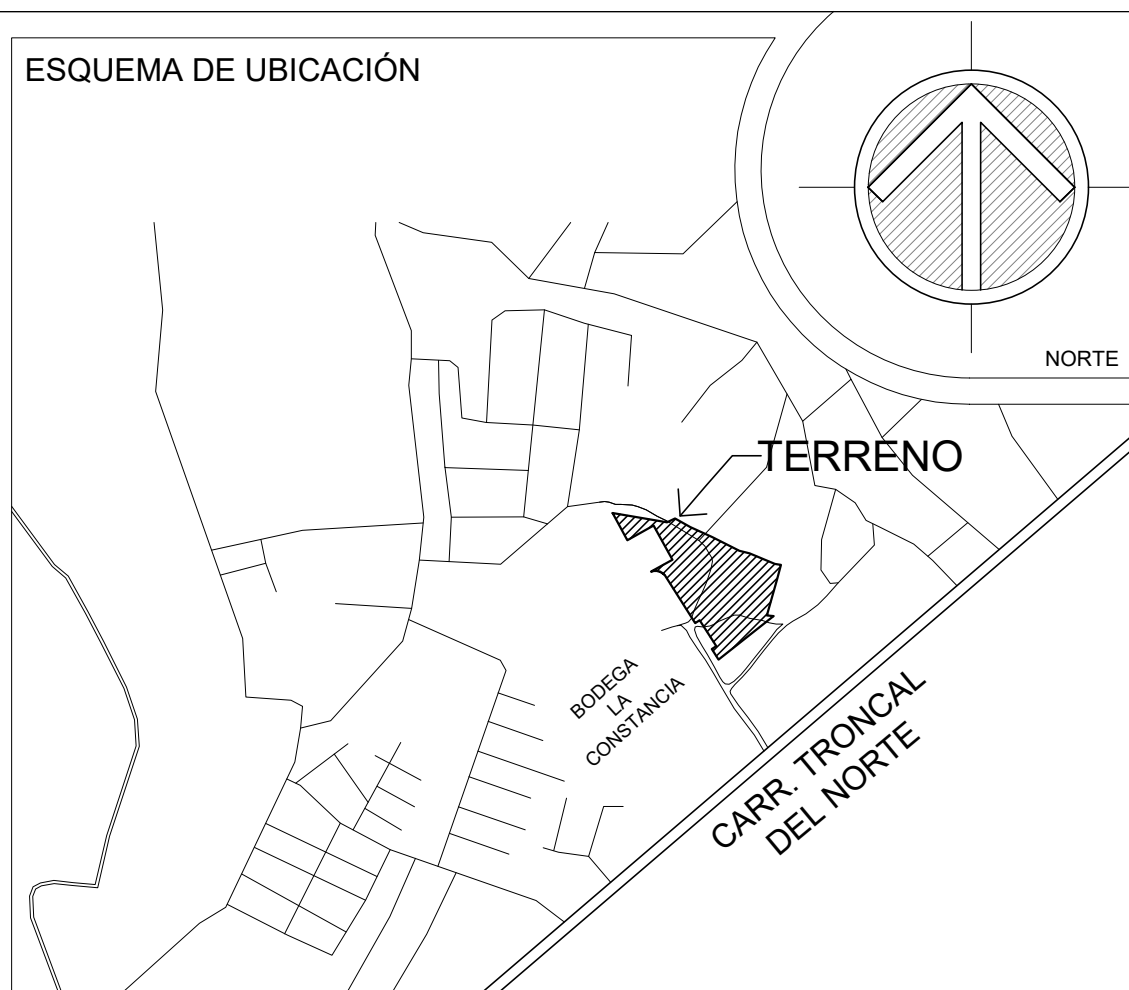 ESQUEMA DE UBICACIÓN
NORTE
TERRENO
BODEGA
LA
CONSTANCIA
CARR. TRONCAL
DEL NORTE